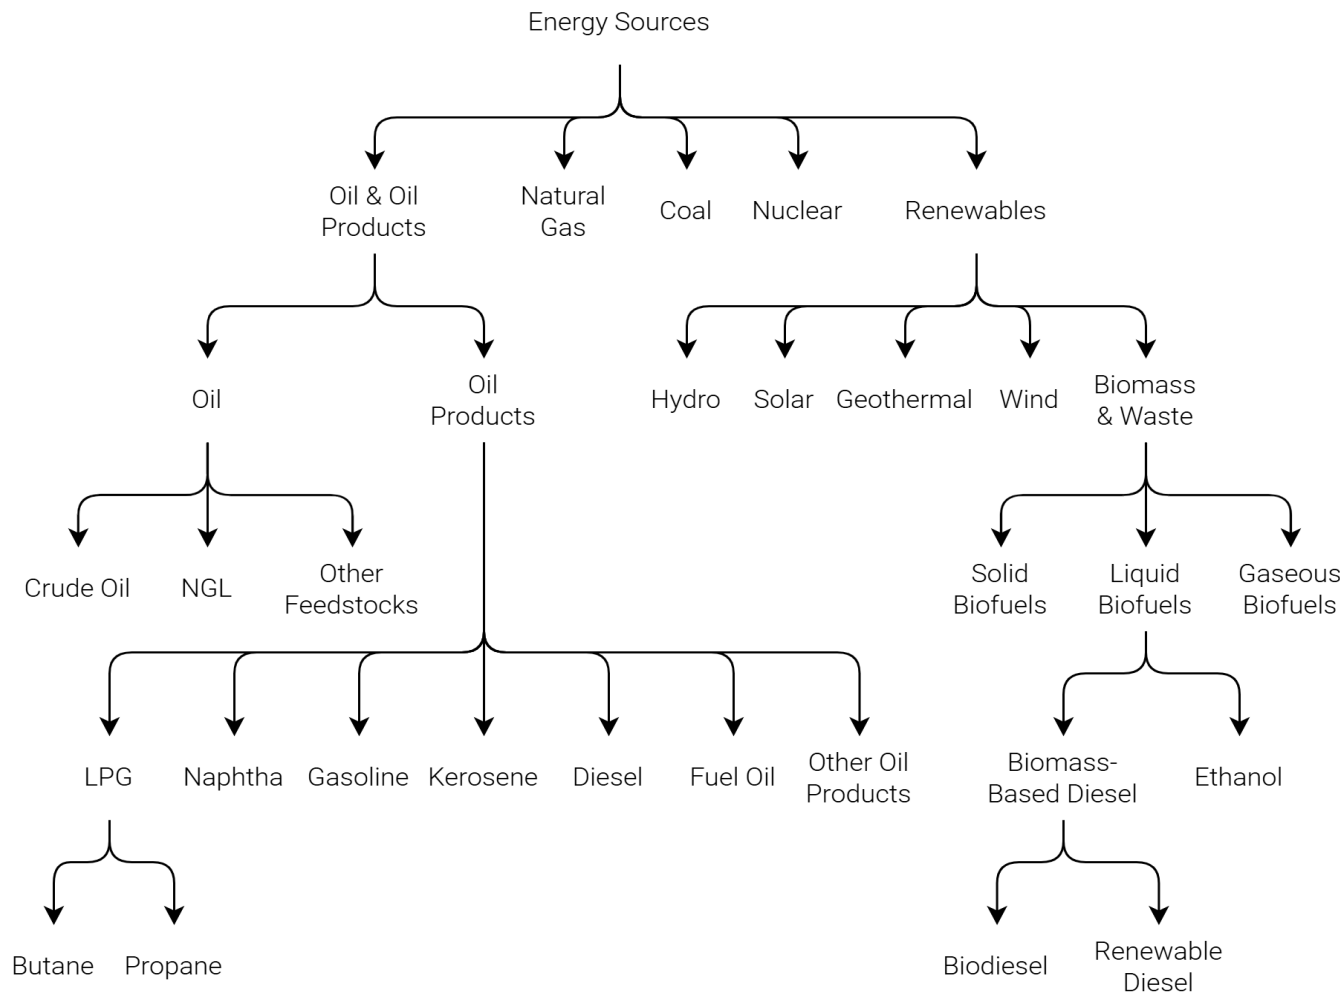 Energy Sources
Oil & Oil
Products
Natural
Gas
Coal
Nuclear
Renewables
Oil
Oil
Products
Hydro
Solar
Geothermal
Wind
Biomass
& Waste
Crude Oil
NGL
Other
Feedstocks
Solid
Biofuels
Liquid
Biofuels
Gaseous
Biofuels
LPG
Naphtha
Gasoline
Kerosene
Diesel
Fuel Oil
Other Oil
Products
Biomass-
Based Diesel
Ethanol
Butane
Propane
Biodiesel
Renewable
Diesel